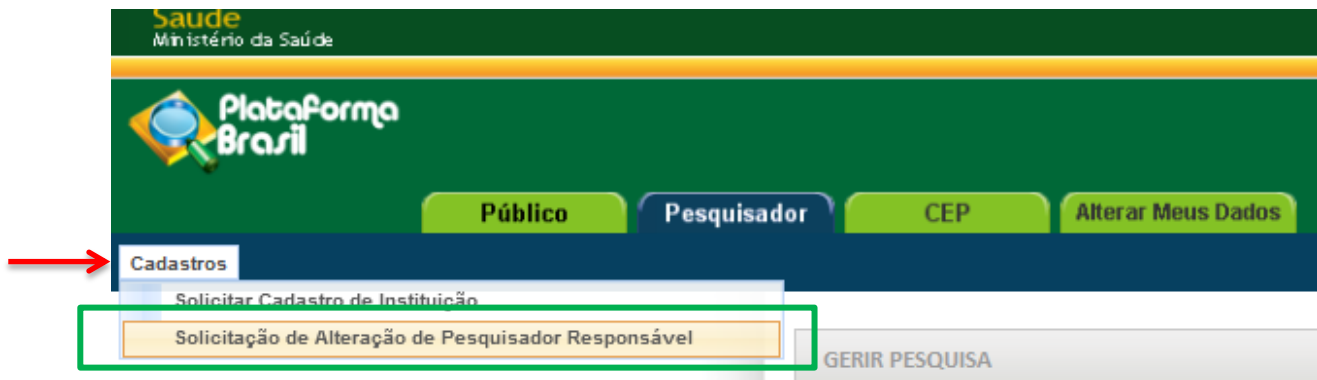 Saúde
Ministério da Saúde
Plataforma
Brasil
Público Pesquisador CEP Alterar Meus Dados
Cadastros
Solicitar Cadastro de Instituição
Solicitação de Alteração de Pesquisador Responsável
GERIR PESQUISA